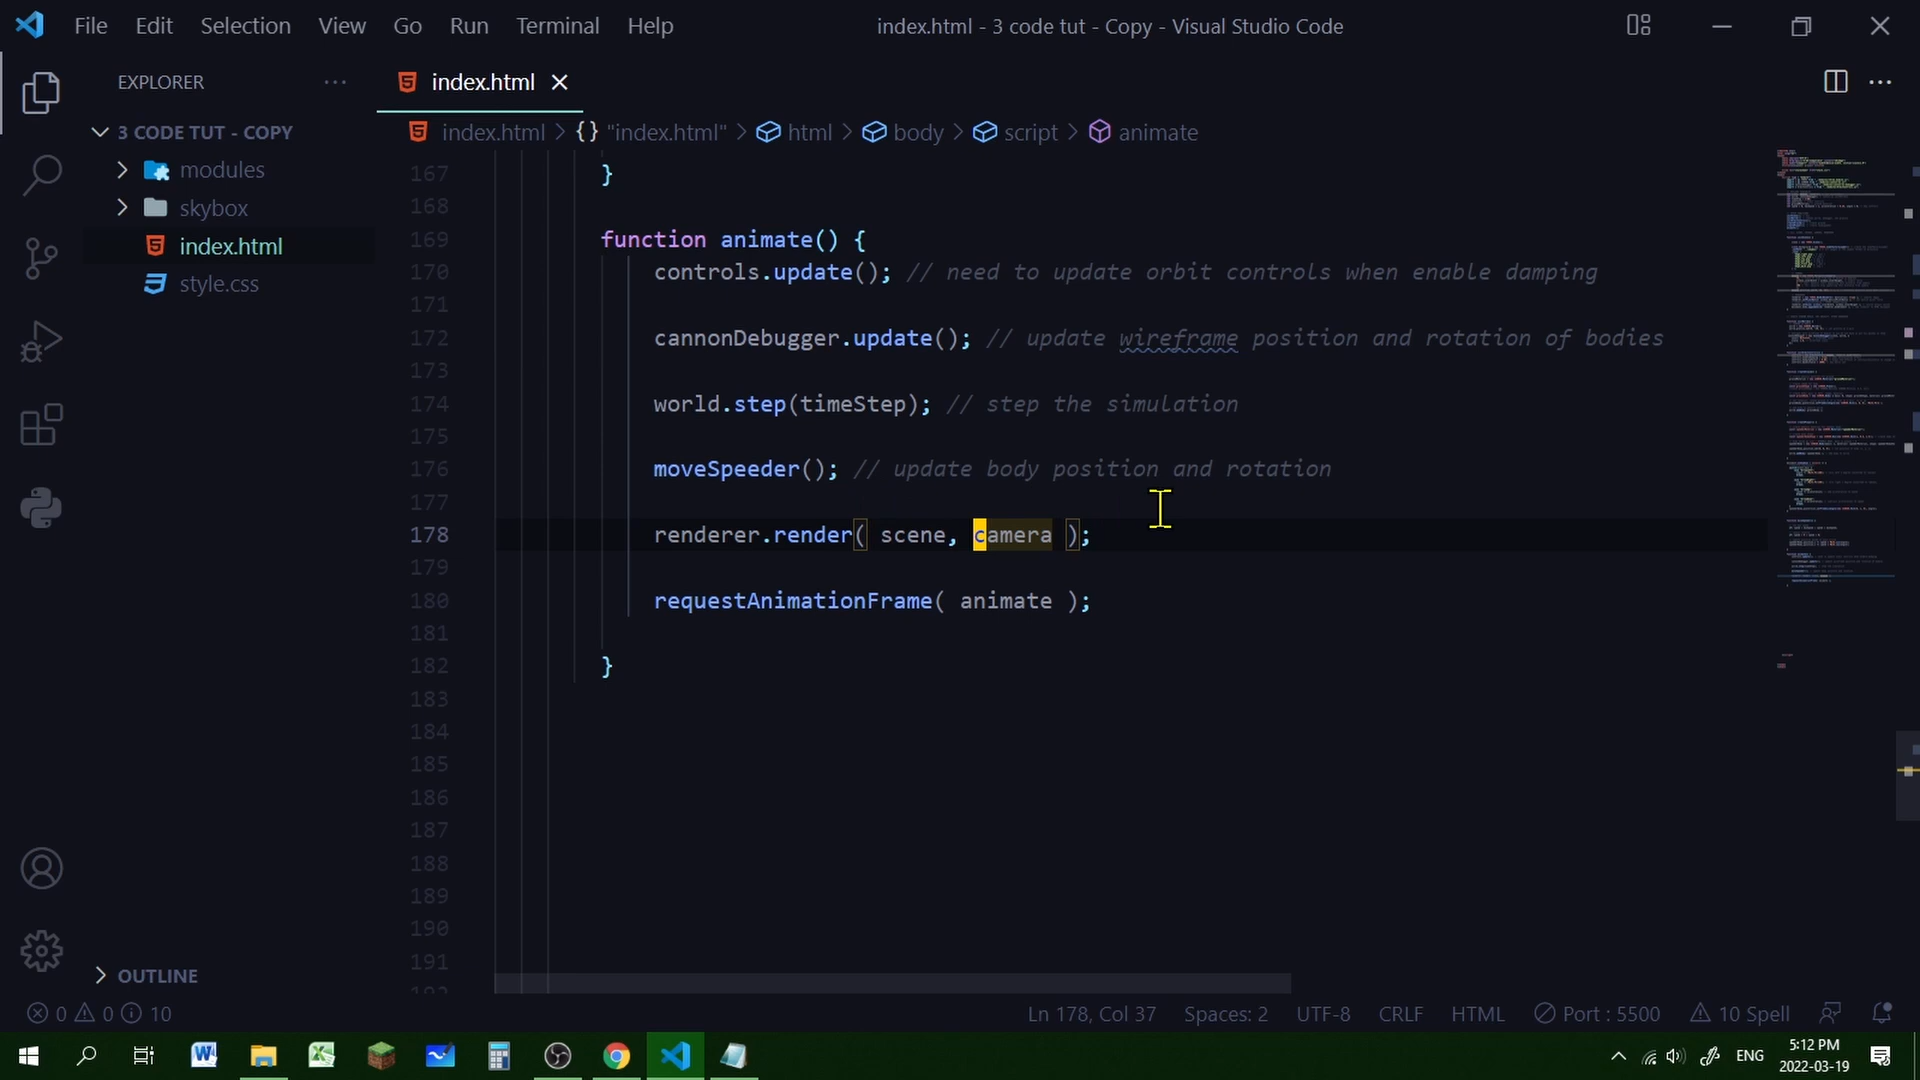 File Edit Selection View Go Run Terminal Help
index.html - 3 code tut - Copy - Visual Studio Code
EXPLORER
3 CODE TUT - COPY
modules
skybox
index.html
style.css
OUTLINE
index.html
index.html > {} "index.html" > html > body > script > animate
167 }
168
169 function animate() {
170 controls.update(); // need to update orbit controls when enable damping
171
172 cannonDebugger.update(); // update wireframe position and rotation of bodies
173
174 world.step(timeStep); // step the simulation
175
176 moveSpeeder(); // update body position and rotation
177
178 renderer.render( scene, camera );
179
180 requestAnimationFrame( animate );
181
182 }
183
184
185
186
187
188
189
190
191
0 0 10 Ln 178, Col 37 Spaces: 2 UTF-8 CRLF HTML Port : 5500 10 Spell
ENG 5:12 PM
2022-03-19